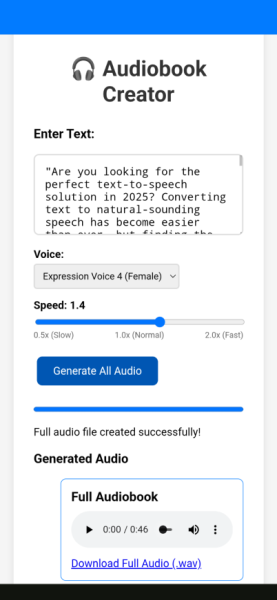 🎧 Audiobook
Creator
Enter Text:
"Are you looking for the
perfect text-to-speech
solution in 2025? Converting
text to natural-sounding
speech has become easier
than ever, but finding the
Voice:
Expression Voice 4 (Female)
Speed: 1.4
0.5x (Slow) 1.0x (Normal) 2.0x (Fast)
Generate All Audio
Full audio file created successfully!
Generated Audio
Full Audiobook
0:00 / 0:46
Download Full Audio (.wav)